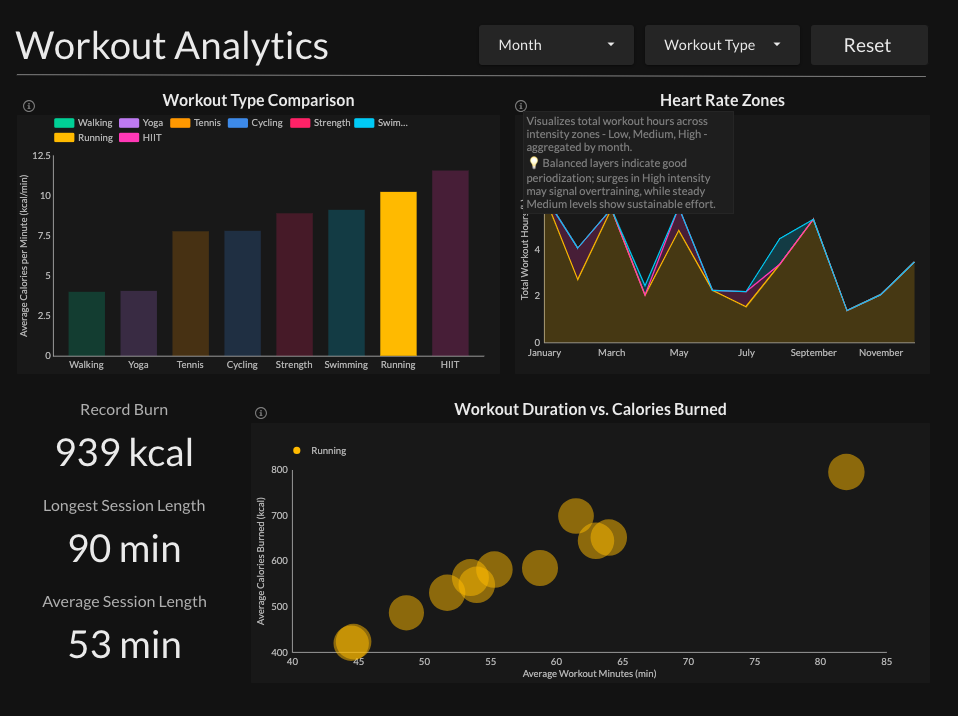 Workout Analytics
Month
Workout Type
Reset
Workout Type Comparison
Walking
Yoga
Tennis
Cycling
Strength
Swim...
Running
HIIT
Average Calories per Minute (kcal/min)
12.5
10
7.5
5
2.5
0
Walking
Yoga
Tennis
Cycling
Strength
Swimming
Running
HIIT
Heart Rate Zones
Visualizes total workout hours across
intensity zones - Low, Medium, High -
aggregated by month.
💡 Balanced layers indicate good
periodization; surges in High intensity
may signal overtraining, while steady
Medium levels show sustainable effort.
Total Workout Hours
4
2
0
January
March
May
July
September
November
Record Burn
939 kcal
Longest Session Length
90 min
Average Session Length
53 min
Workout Duration vs. Calories Burned
Running
Average Calories Burned (kcal)
800
700
600
500
400
40
45
50
55
60
65
70
75
80
85
Average Workout Minutes (min)